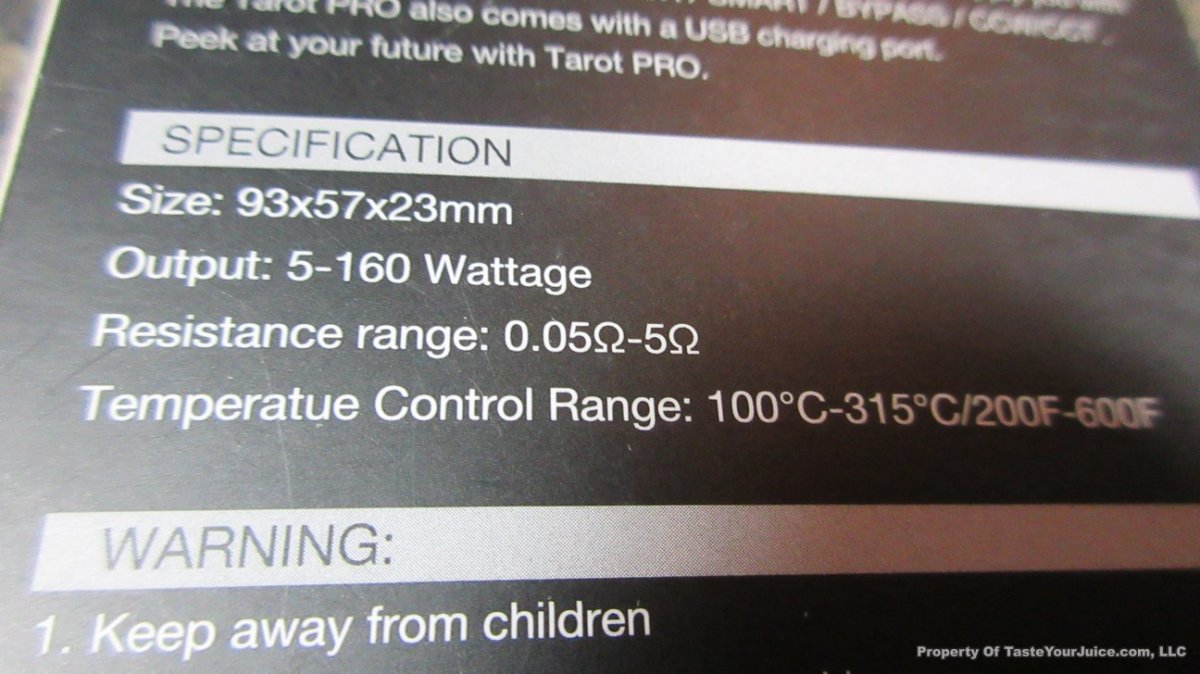 The Tarot PRO also comes with a USB charging port.
Peek at your future with Tarot PRO.
SPECIFICATION
Size: 93x57x23mm
Output: 5-160 Wattage
Resistance range: 0.05Ω-5Ω
Temperatue Control Range: 100°C-315°C/200F-600F
WARNING:
1. Keep away from children
Property Of TasteYourJuice.com, LLC